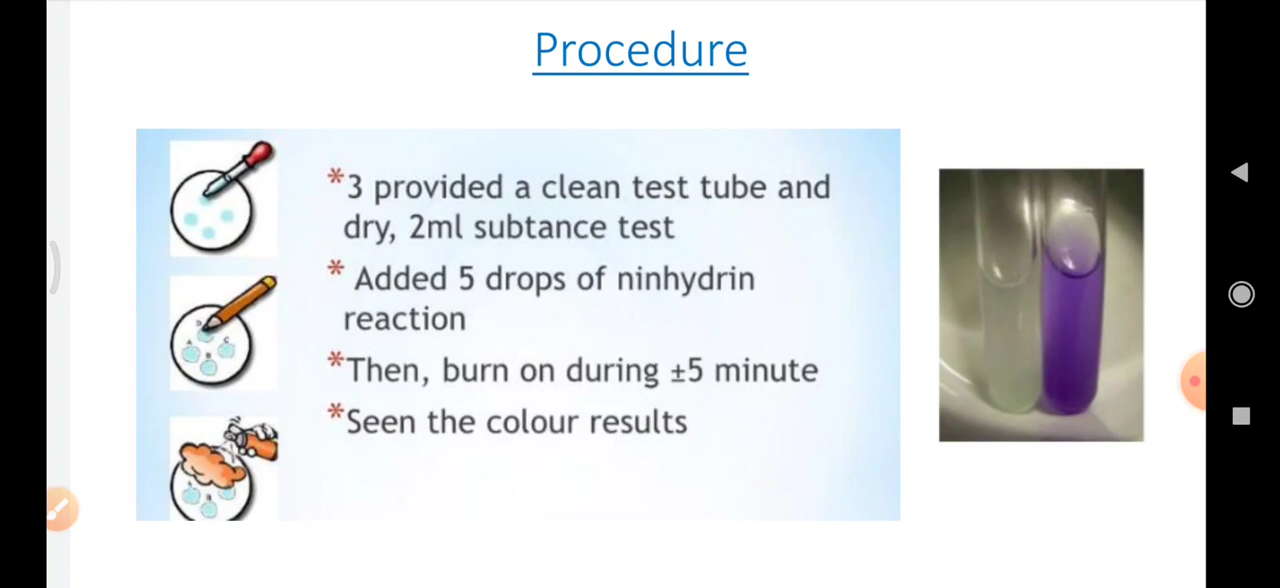 Procedure
*3 provided a clean test tube and
dry, 2ml subtance test
* Added 5 drops of ninhydrin
reaction
*Then, burn on during ±5 minute
*Seen the colour results
A
B
C
D
A
B